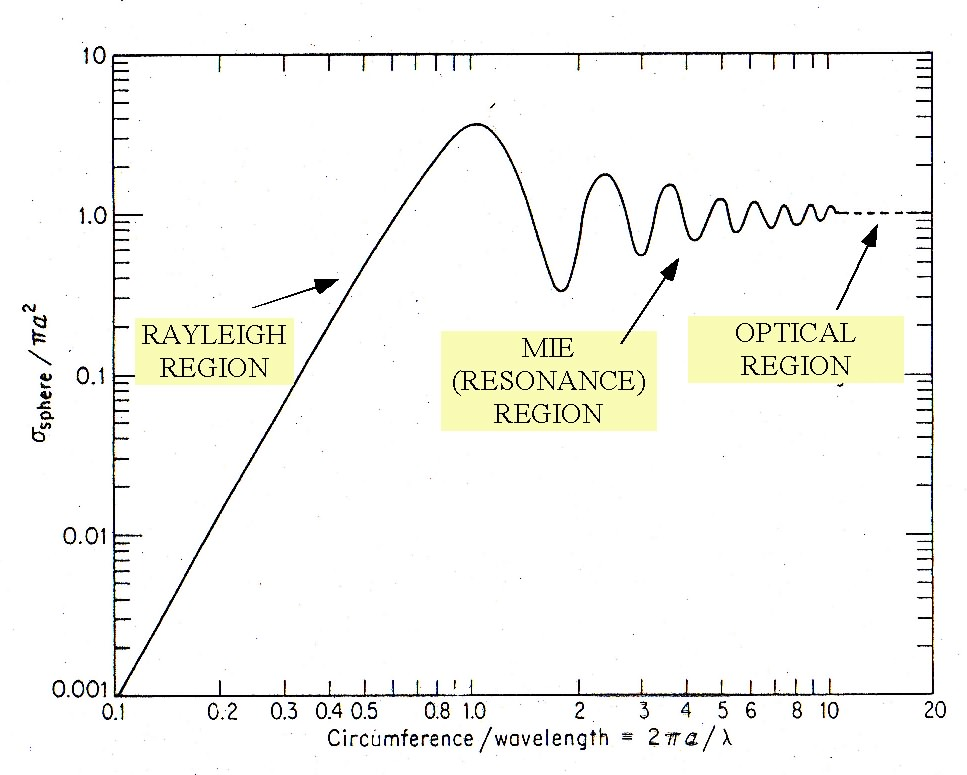 10
1.0
0.1
0.01
0.001
σsphere / πa²
RAYLEIGH
REGION
MIE
(RESONANCE)
REGION
OPTICAL
REGION
0.1 0.2 0.3 0.4 0.5 0.8 1.0 2 3 4 5 6 8 10 20
Circumference/wavelength = 2πa/λ